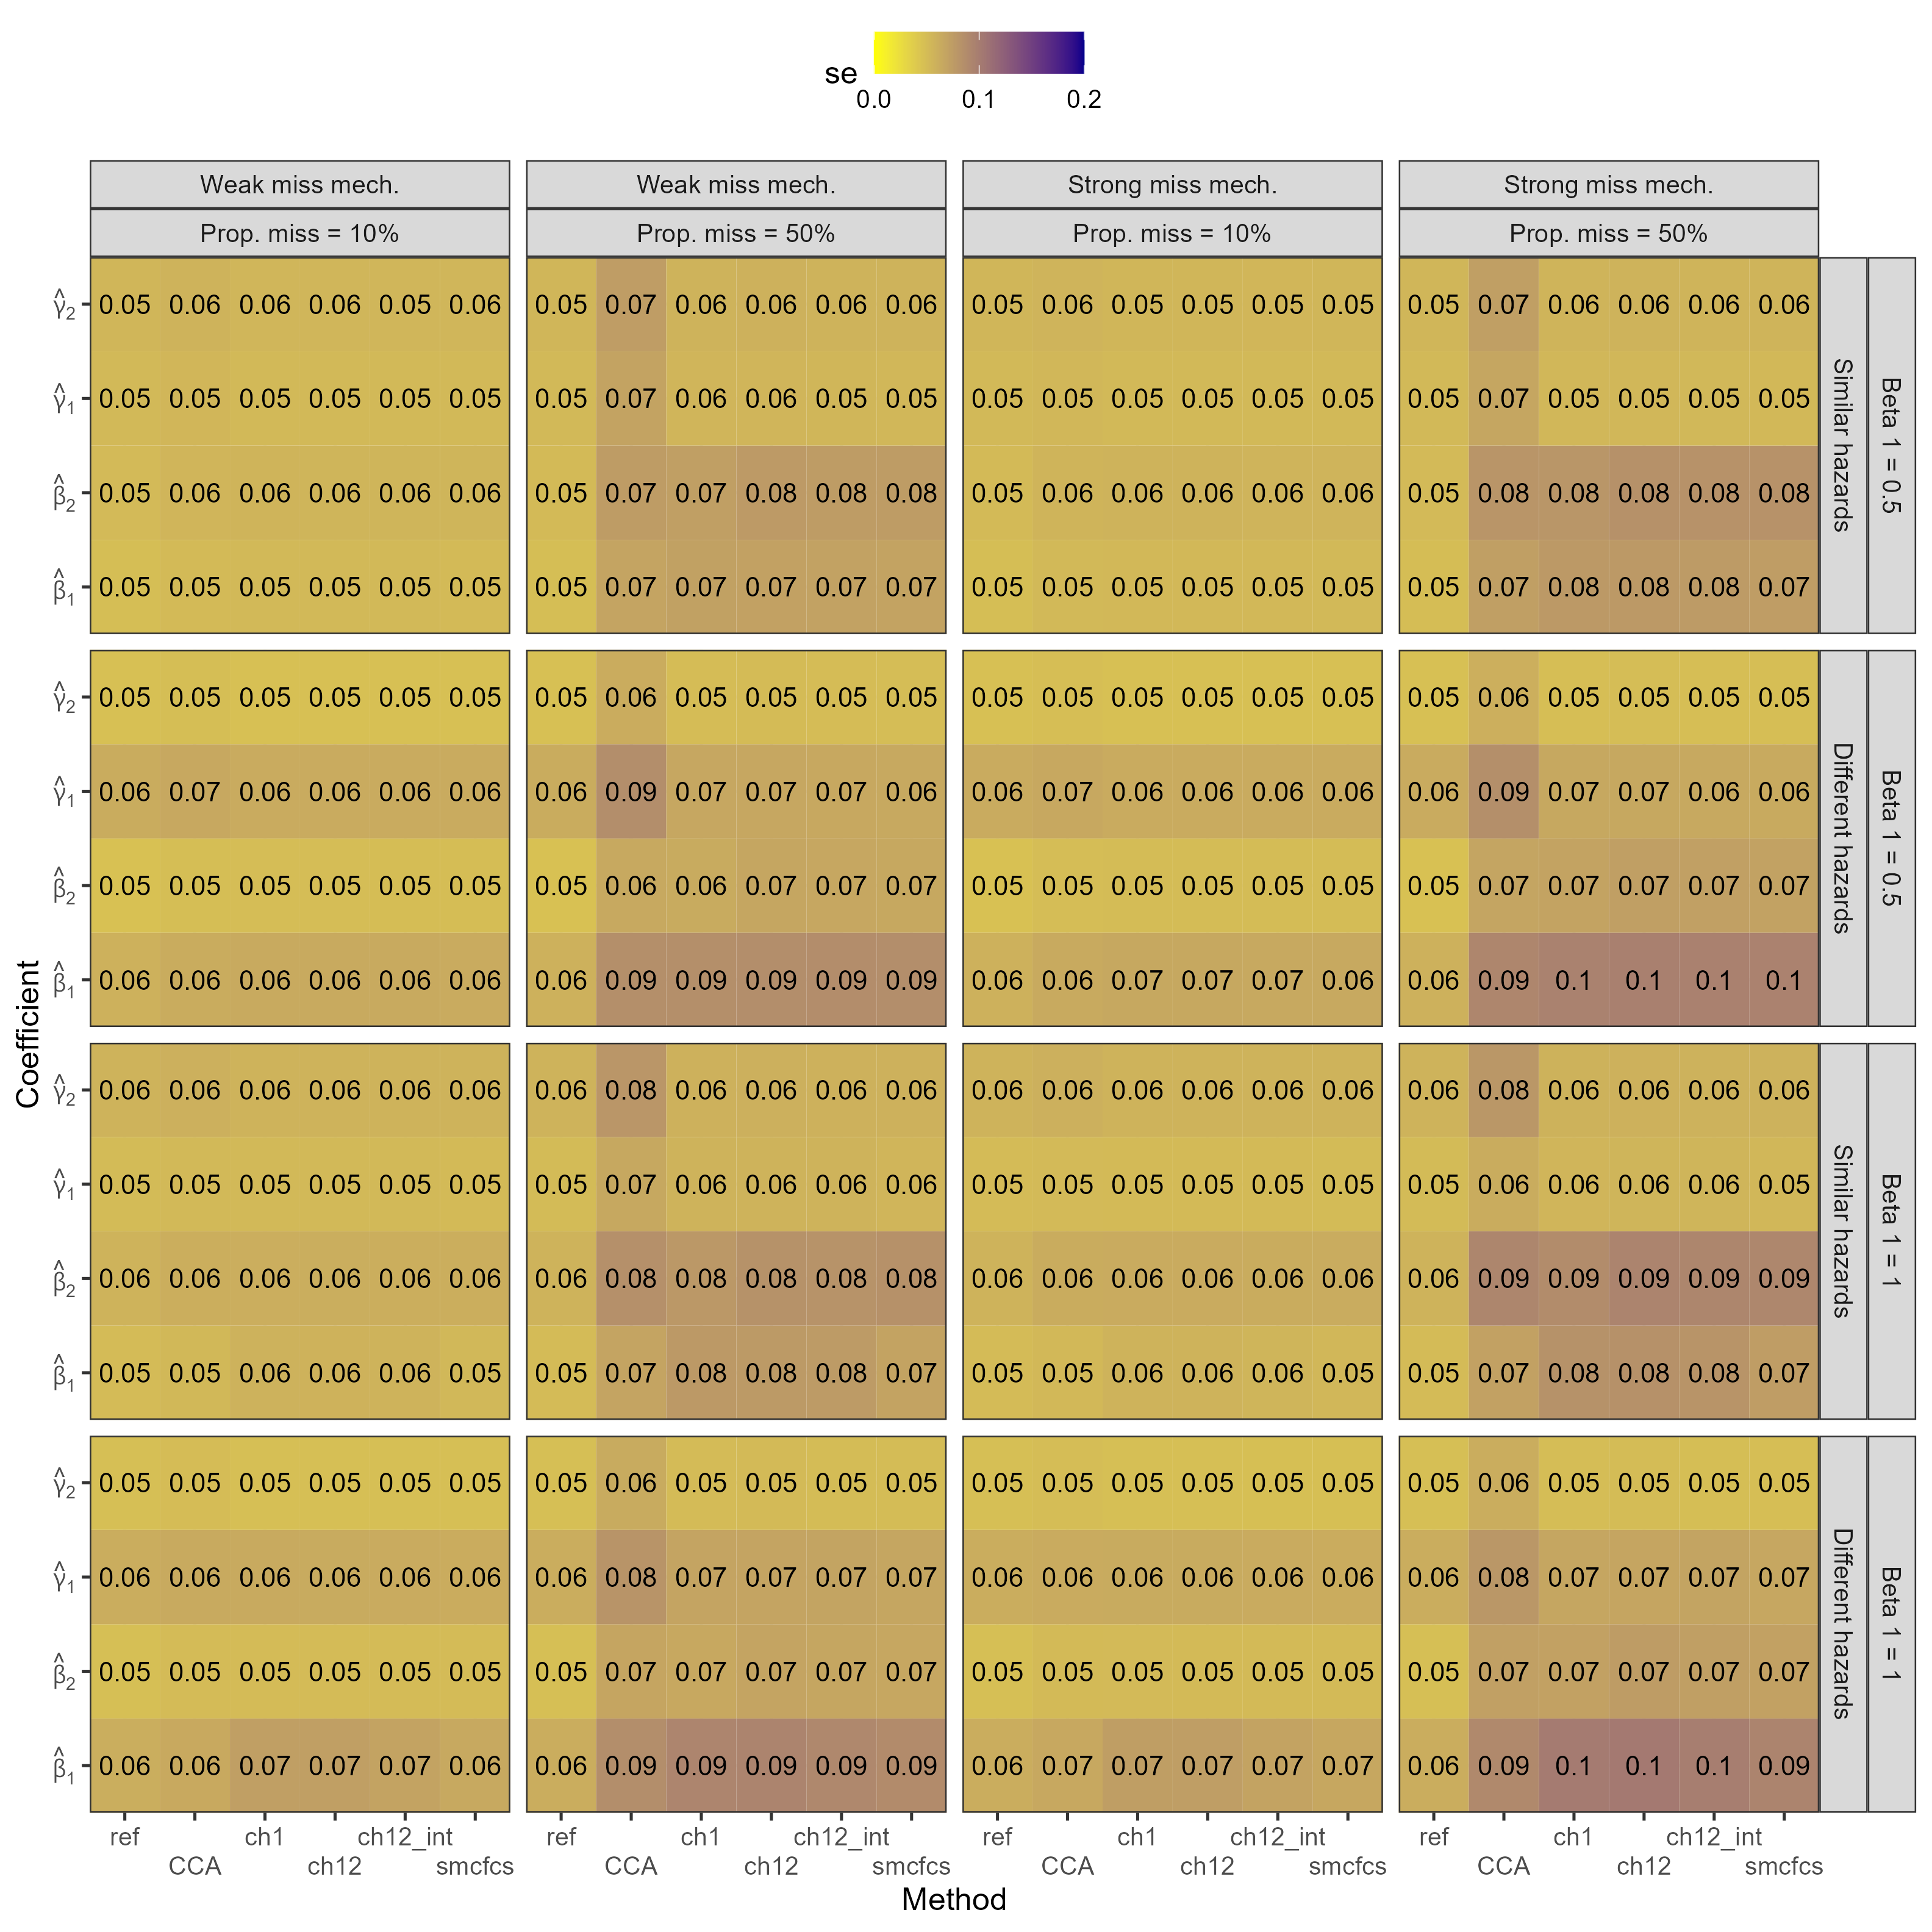 se
0.0 0.1 0.2
Weak miss mech. Weak miss mech. Strong miss mech. Strong miss mech.
Prop. miss = 10% Prop. miss = 50% Prop. miss = 10% Prop. miss = 50%
γ̂2 0.05 0.06 0.06 0.06 0.05 0.06 0.05 0.07 0.06 0.06 0.06 0.06 0.05 0.06 0.05 0.05 0.05 0.05 0.05 0.07 0.06 0.06 0.06 0.06
γ̂1 0.05 0.05 0.05 0.05 0.05 0.05 0.05 0.07 0.06 0.06 0.05 0.05 0.05 0.05 0.05 0.05 0.05 0.05 0.05 0.07 0.05 0.05 0.05 0.05
β̂2 0.05 0.06 0.06 0.06 0.06 0.06 0.05 0.07 0.07 0.08 0.08 0.08 0.05 0.06 0.06 0.06 0.06 0.06 0.05 0.08 0.08 0.08 0.08 0.08
β̂1 0.05 0.05 0.05 0.05 0.05 0.05 0.05 0.07 0.07 0.07 0.07 0.07 0.05 0.05 0.05 0.05 0.05 0.05 0.05 0.07 0.08 0.08 0.08 0.07
Similar hazards
Beta 1 = 0.5
γ̂2 0.05 0.05 0.05 0.05 0.05 0.05 0.05 0.06 0.05 0.05 0.05 0.05 0.05 0.05 0.05 0.05 0.05 0.05 0.05 0.06 0.05 0.05 0.05 0.05
γ̂1 0.06 0.07 0.06 0.06 0.06 0.06 0.06 0.09 0.07 0.07 0.07 0.06 0.06 0.07 0.06 0.06 0.06 0.06 0.06 0.09 0.07 0.07 0.06 0.06
β̂2 0.05 0.05 0.05 0.05 0.05 0.05 0.05 0.06 0.06 0.07 0.07 0.07 0.05 0.05 0.05 0.05 0.05 0.05 0.05 0.07 0.07 0.07 0.07 0.07
β̂1 0.06 0.06 0.06 0.06 0.06 0.06 0.06 0.09 0.09 0.09 0.09 0.09 0.06 0.06 0.07 0.07 0.07 0.06 0.06 0.09 0.1 0.1 0.1 0.1
Different hazards
Beta 1 = 0.5
Coefficient
γ̂2 0.06 0.06 0.06 0.06 0.06 0.06 0.06 0.08 0.06 0.06 0.06 0.06 0.06 0.06 0.06 0.06 0.06 0.06 0.06 0.08 0.06 0.06 0.06 0.06
γ̂1 0.05 0.05 0.05 0.05 0.05 0.05 0.05 0.07 0.06 0.06 0.06 0.06 0.05 0.05 0.05 0.05 0.05 0.05 0.05 0.06 0.06 0.06 0.06 0.05
β̂2 0.06 0.06 0.06 0.06 0.06 0.06 0.06 0.08 0.08 0.08 0.08 0.08 0.06 0.06 0.06 0.06 0.06 0.06 0.06 0.09 0.09 0.09 0.09 0.09
β̂1 0.05 0.05 0.06 0.06 0.06 0.05 0.05 0.07 0.08 0.08 0.08 0.07 0.05 0.05 0.06 0.06 0.06 0.05 0.05 0.07 0.08 0.08 0.08 0.07
Similar hazards
Beta 1 = 1
γ̂2 0.05 0.05 0.05 0.05 0.05 0.05 0.05 0.06 0.05 0.05 0.05 0.05 0.05 0.05 0.05 0.05 0.05 0.05 0.05 0.06 0.05 0.05 0.05 0.05
γ̂1 0.06 0.06 0.06 0.06 0.06 0.06 0.06 0.08 0.07 0.07 0.07 0.07 0.06 0.06 0.06 0.06 0.06 0.06 0.06 0.08 0.07 0.07 0.07 0.07
β̂2 0.05 0.05 0.05 0.05 0.05 0.05 0.05 0.07 0.07 0.07 0.07 0.07 0.05 0.05 0.05 0.05 0.05 0.05 0.05 0.07 0.07 0.07 0.07 0.07
β̂1 0.06 0.06 0.07 0.07 0.07 0.06 0.06 0.09 0.09 0.09 0.09 0.09 0.06 0.07 0.07 0.07 0.07 0.07 0.06 0.09 0.1 0.1 0.1 0.09
Different hazards
Beta 1 = 1
ref ch1 ch12_int ref ch1 ch12_int ref ch1 ch12_int ref ch1 ch12_int
CCA ch12 smcfcs CCA ch12 smcfcs CCA ch12 smcfcs CCA ch12 smcfcs
Method